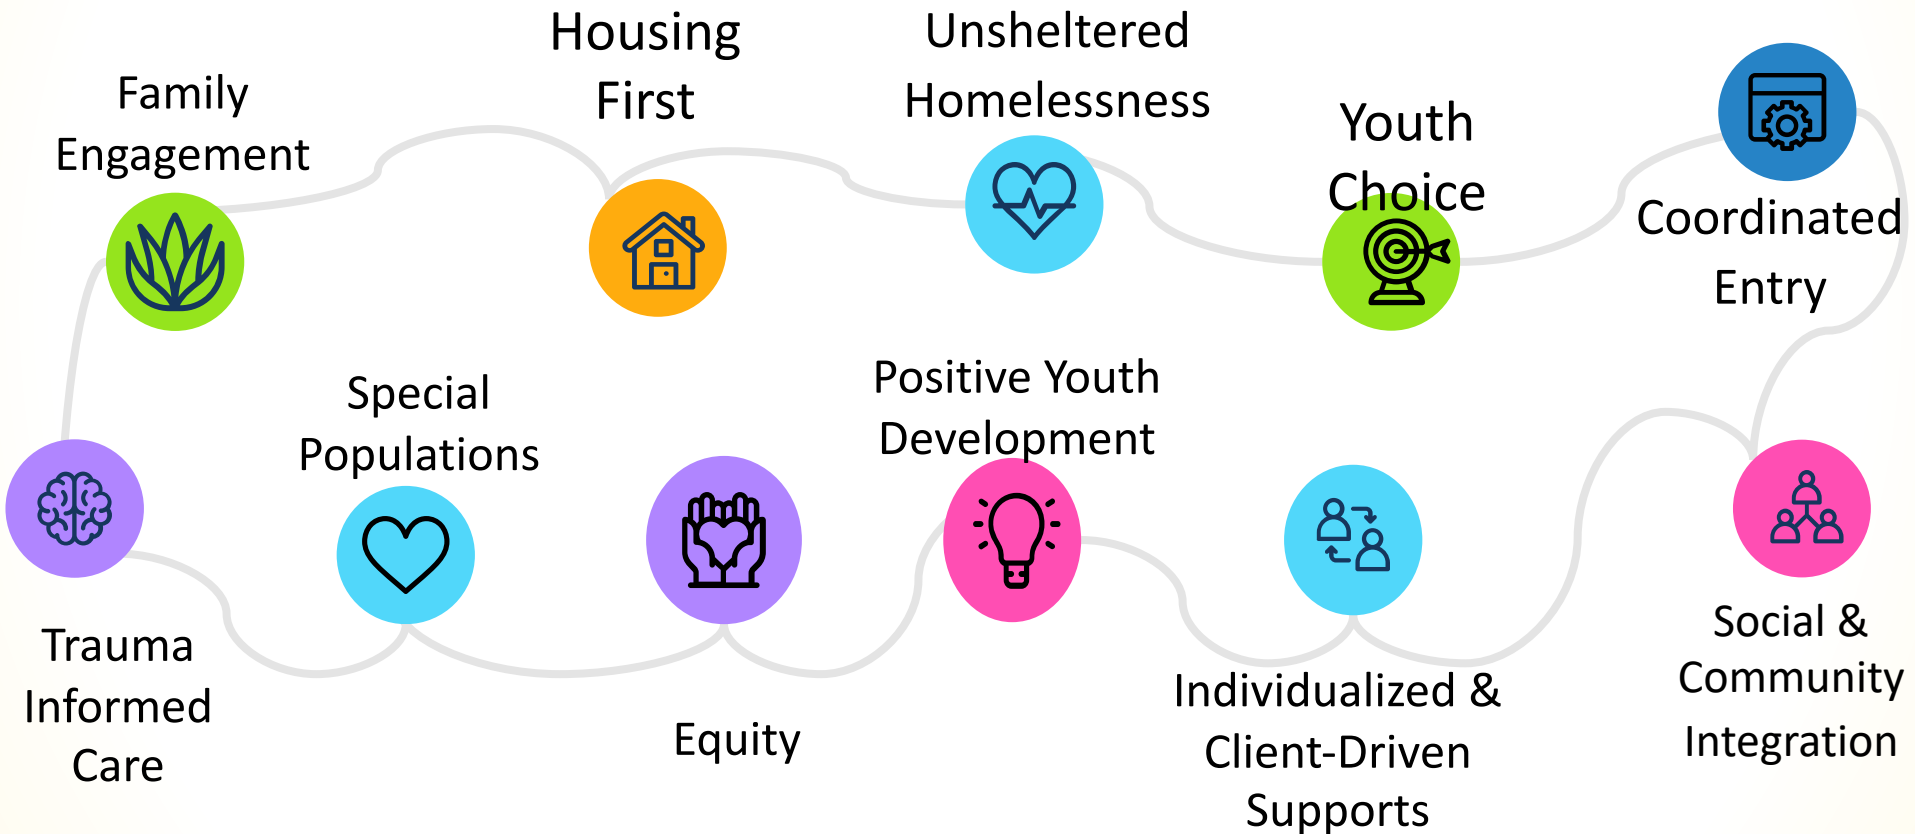 Family
Engagement
Housing
First
Unsheltered
Homelessness
Youth
Choice
Coordinated
Entry
Trauma
Informed
Care
Special
Populations
Equity
Positive Youth
Development
Individualized &
Client-Driven
Supports
Social &
Community
Integration